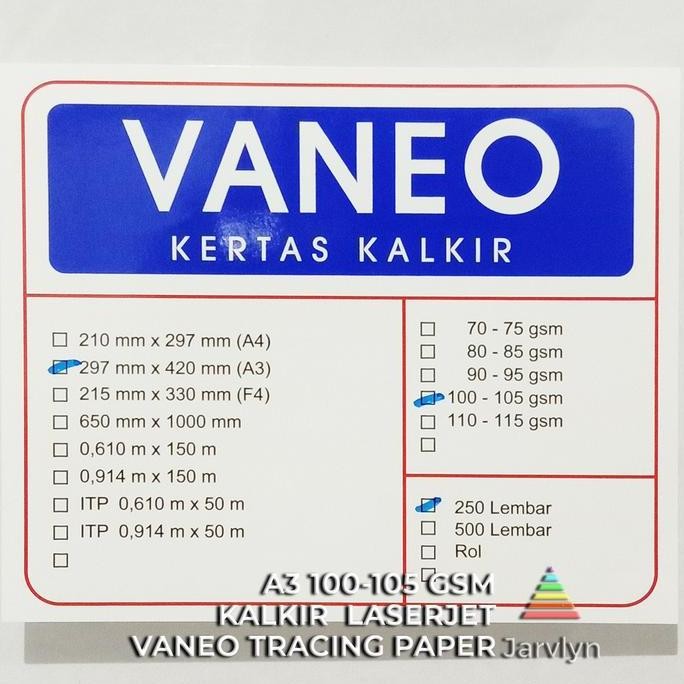 VANEO
KERTAS KALKIR
210 mm x 297 mm (A4)
297 mm x 420 mm (A3)
215 mm x 330 mm (F4)
650 mm x 1000 mm
0,610 m x 150 m
0,914 m x 150 m
ITP 0,610 m x 50 m
ITP 0,914 m x 50 m
70 - 75 gsm
80 - 85 gsm
90 - 95 gsm
100 - 105 gsm
110 - 115 gsm
250 Lembar
500 Lembar
Rol
A3 100-105 GSM
KALKIR LASERJET
VANEO TRACING PAPER
Jarvlyn